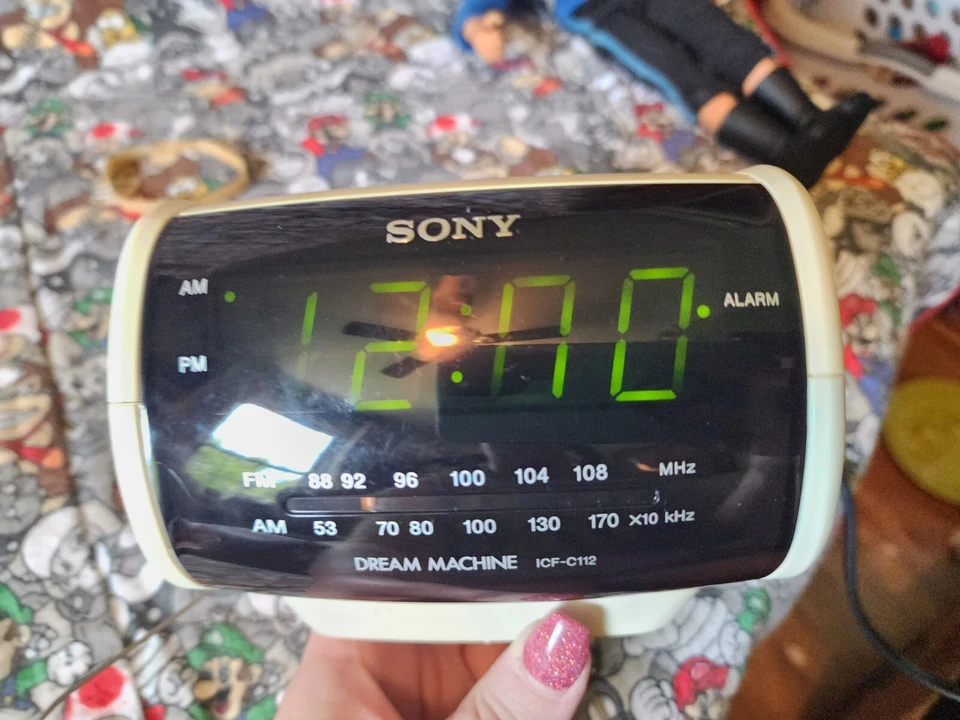 SONY
AM
PM
12:00
ALARM
FM 88 92 96 100 104 108 MHz
AM 53 70 80 100 130 170 X10 kHz
DREAM MACHINE ICF-C112